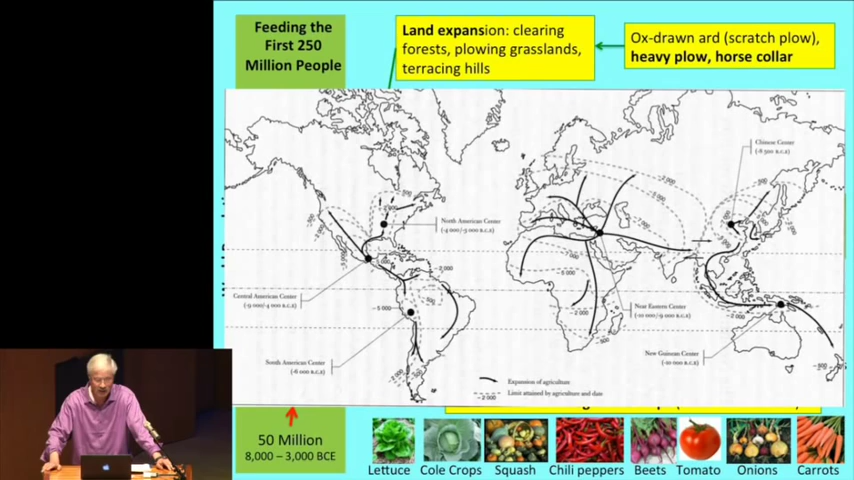 Feeding the
First 250
Million People
Land expansion: clearing
forests, plowing grasslands,
terracing hills
Ox-drawn ard (scratch plow),
heavy plow, horse collar
Chinese Center
(-8 500 B.C.E)
North American Center
(-4 000/-3 000 B.C.E)
Central American Center
(-9 000/-4 000 B.C.E)
South American Center
(-6 000 B.C.E)
Near Eastern Center
(-10 000/-9 000 B.C.E)
New Guinean Center
(-10 000 B.C.E)
Expansion of agriculture
-2 000
Limit attained by agriculture and date
50 Million
8,000 – 3,000 BCE
Lettuce
Cole Crops
Squash
Chili peppers
Beets
Tomato
Onions
Carrots